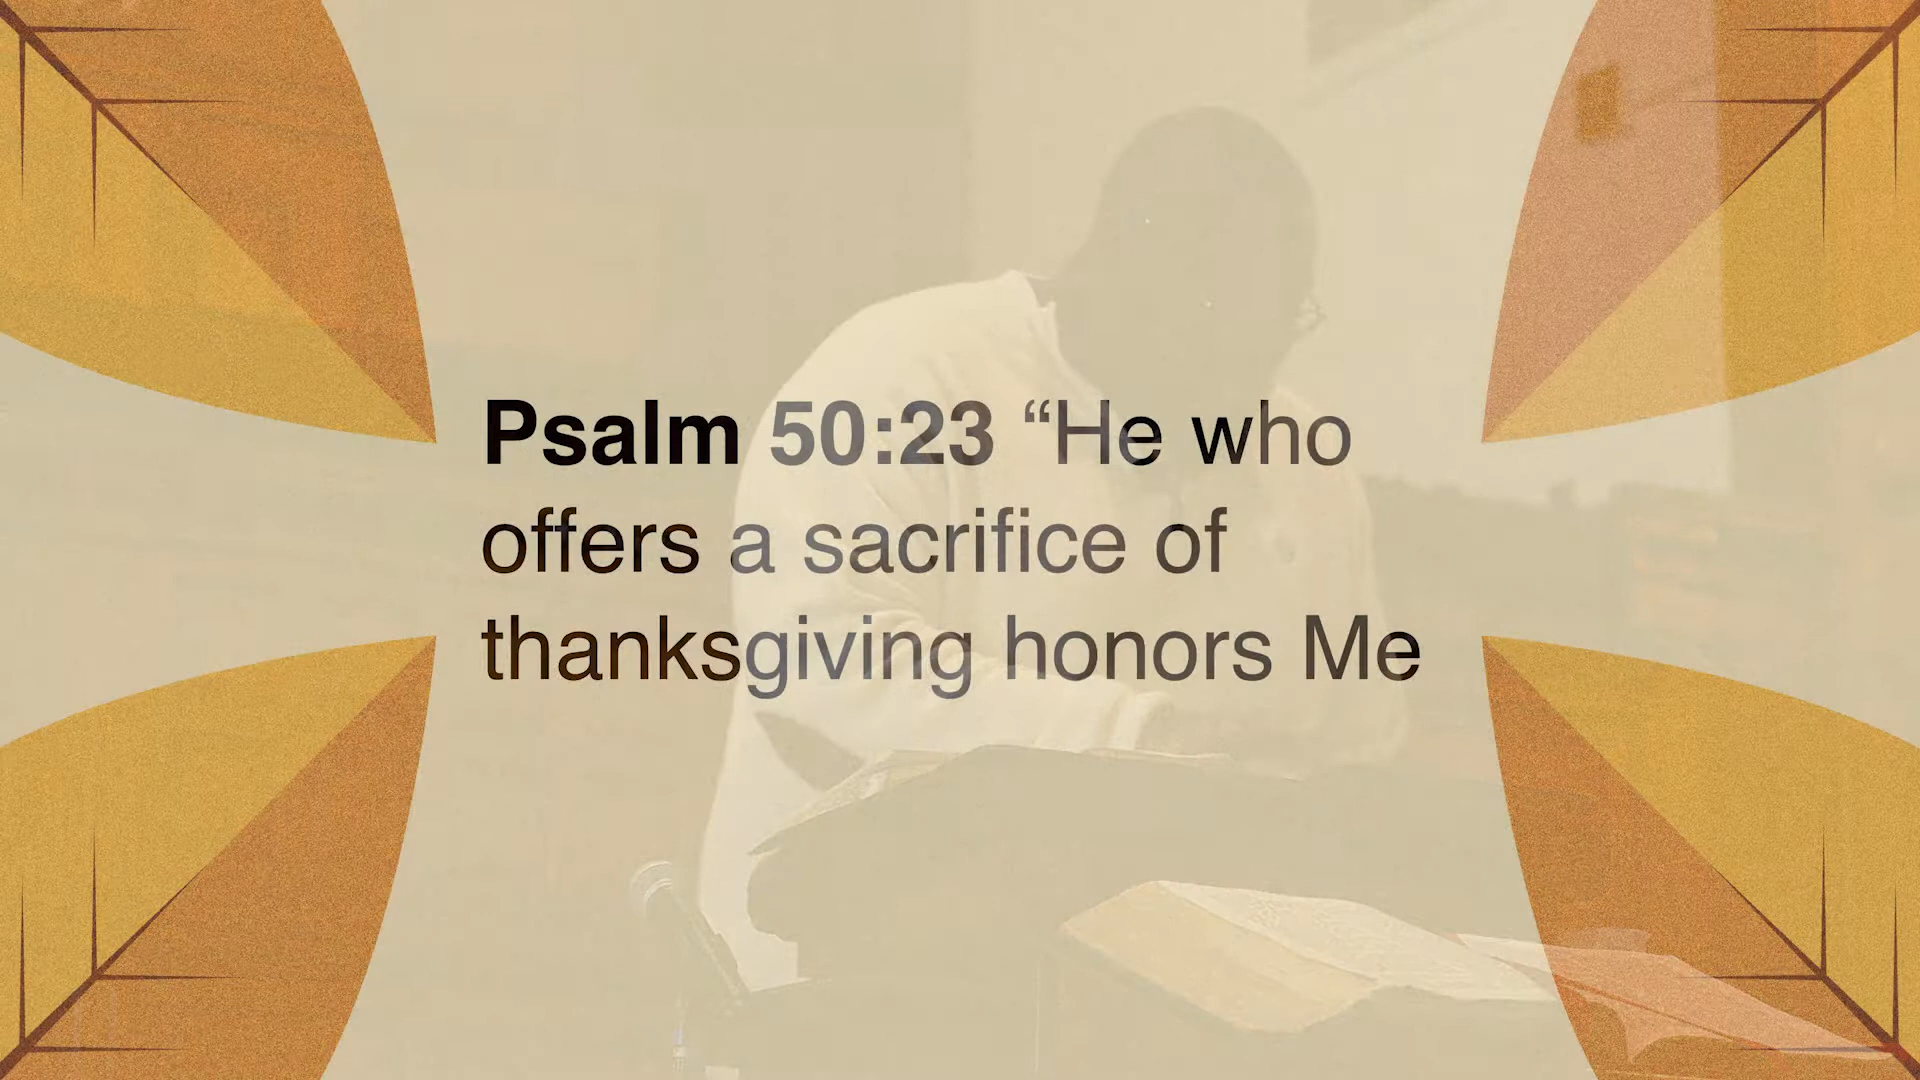 Psalm 50:23 “He who
offers a sacrifice of
thanksgiving honors Me